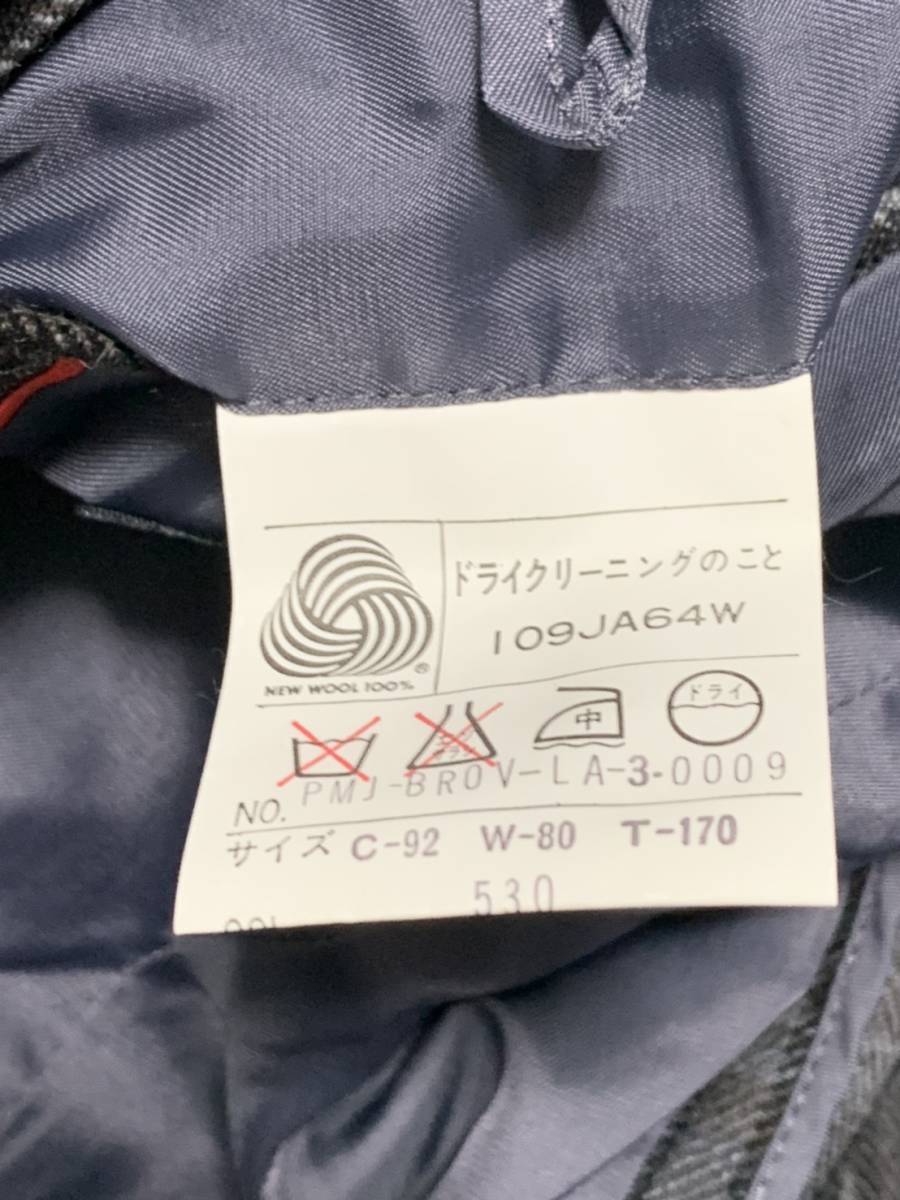 ドライクリーニングのこと
109JA64W
NEW WOOL 100%
中
ドライ
NO. PMJ-BROV-LA-3-0009
サイズ C-92 W-80 T-170
530